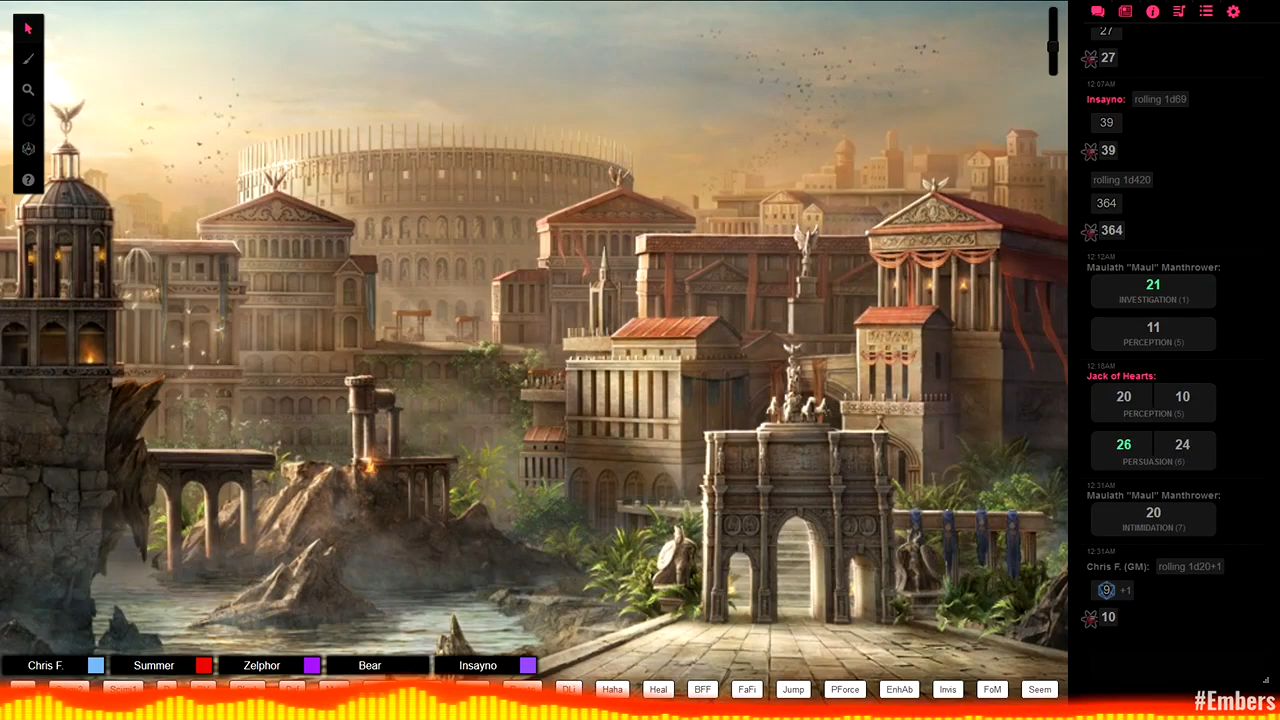 27
27
12:07AM
Insayno: rolling 1d69
39
39
rolling 1d420
364
364
12:12AM
Maulath "Maul" Manthrower:
21
INVESTIGATION (1)
11
PERCEPTION (5)
12:18AM
Jack of Hearts:
20 10
PERCEPTION (5)
26 24
PERSUASION (6)
12:31AM
Maulath "Maul" Manthrower:
20
INTIMIDATION (7)
12:31AM
Chris F. (GM): rolling 1d20+1
9 +1
10
Chris F. Summer Zelphor Bear Insayno
DLi Haha Heal BFF FaFi Jump PForce EnhAb Invis FoM Seem
#Embers